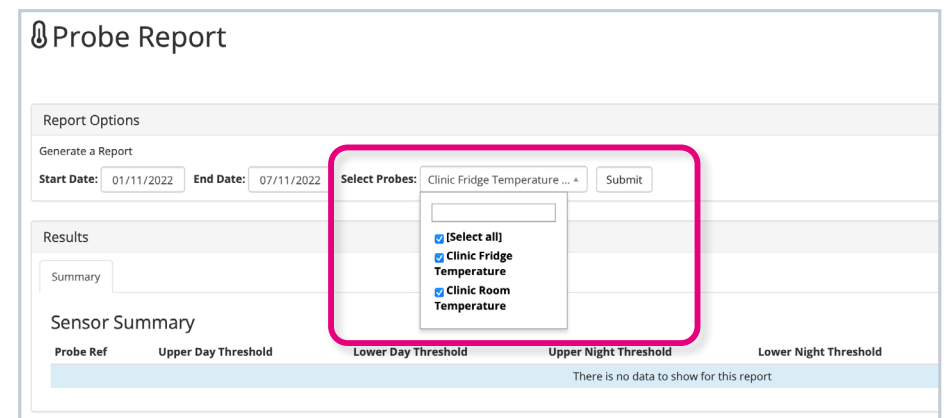 Probe Report
Report Options
Generate a Report
Start Date: 01/11/2022 End Date: 07/11/2022 Select Probes: Clinic Fridge Temperature ... Submit
[Select all]
Clinic Fridge
Temperature
Clinic Room
Temperature
Results
Summary
Sensor Summary
Probe Ref Upper Day Threshold Lower Day Threshold Upper Night Threshold Lower Night Threshold
There is no data to show for this report